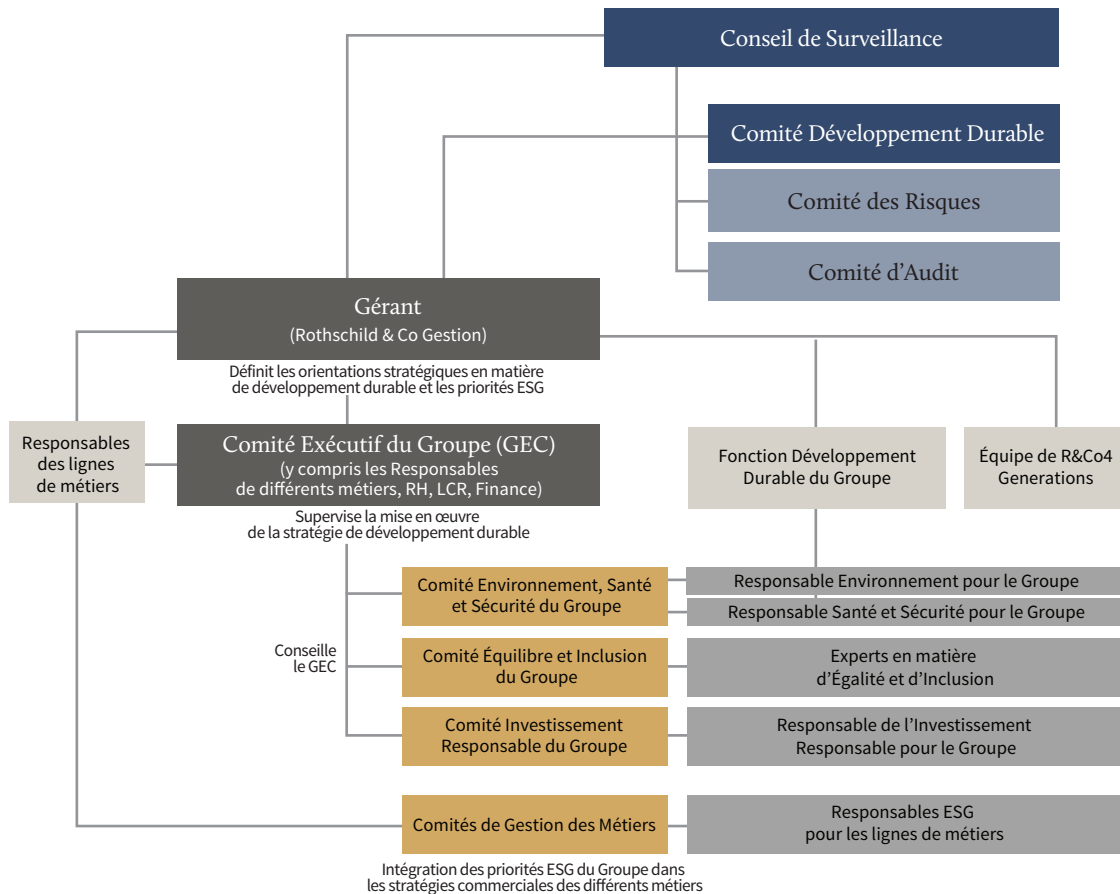 Conseil de Surveillance
Comité Développement Durable
Comité des Risques
Comité d'Audit
Gérant
(Rothschild & Co Gestion)
Définit les orientations stratégiques en matière
de développement durable et les priorités ESG
Responsables
des lignes
de métiers
Comité Exécutif du Groupe (GEC)
(y compris les Responsables
de différents métiers, RH, LCR, Finance)
Supervise la mise en œuvre
de la stratégie de développement durable
Fonction Développement
Durable du Groupe
Équipe de R&Co4
Generations
Conseille
le GEC
Comité Environnement, Santé
et Sécurité du Groupe
Responsable Environnement pour le Groupe
Responsable Santé et Sécurité pour le Groupe
Comité Équilibre et Inclusion
du Groupe
Experts en matière
d'Égalité et d'Inclusion
Comité Investissement
Responsable du Groupe
Responsable de l'Investissement
Responsable pour le Groupe
Comités de Gestion des Métiers
Responsables ESG
pour les lignes de métiers
Intégration des priorités ESG du Groupe dans
les stratégies commerciales des différents métiers